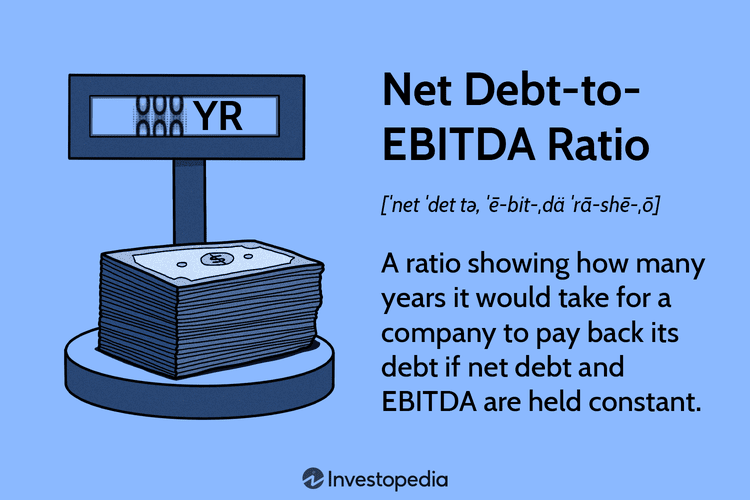 YR
Net Debt-to-
EBITDA Ratio
[ˈnet ˈdet tə, ˈē-bit-ˌdä ˈrā-shē-ˌō]
A ratio showing how many
years it would take for a
company to pay back its
debt if net debt and
EBITDA are held constant.
$
Investopedia